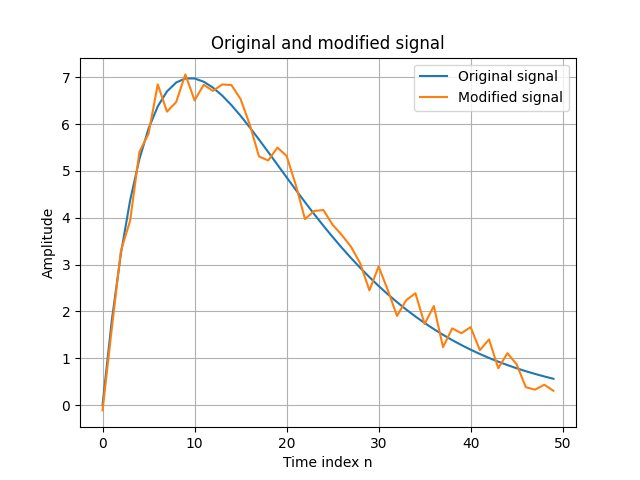 Original and modified signal
Original signal
Modified signal
7
6
5
4
3
2
1
0
Amplitude
0 10 20 30 40 50
Time index n